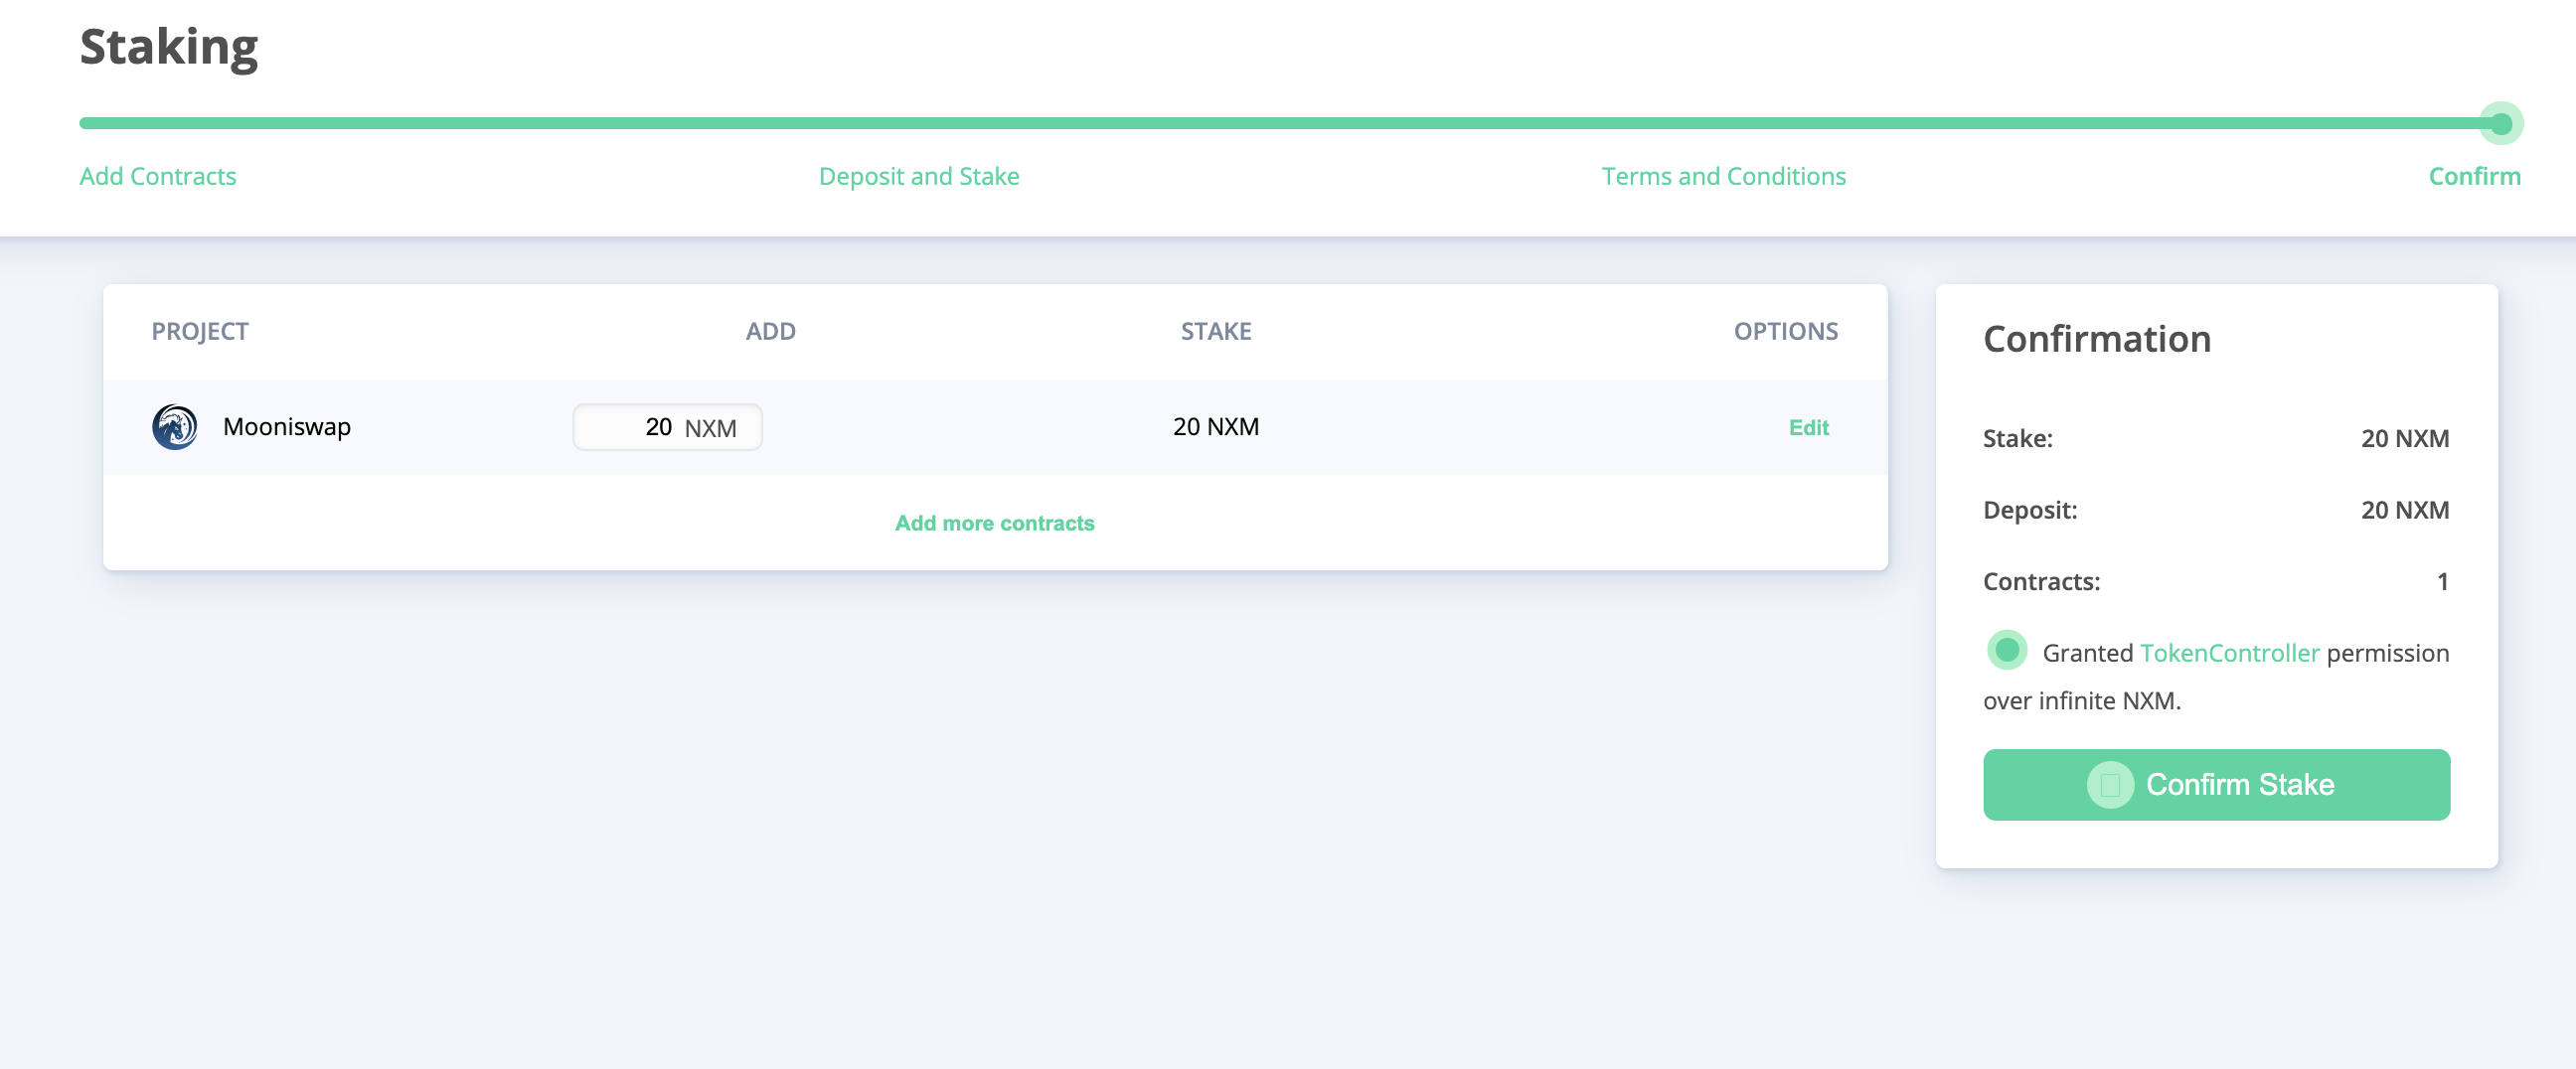 Staking
Add Contracts
Deposit and Stake
Terms and Conditions
Confirm
PROJECT ADD STAKE OPTIONS
Mooniswap 20 NXM 20 NXM Edit
Add more contracts
Confirmation
Stake: 20 NXM
Deposit: 20 NXM
Contracts: 1
Granted TokenController permission
over infinite NXM.
Confirm Stake